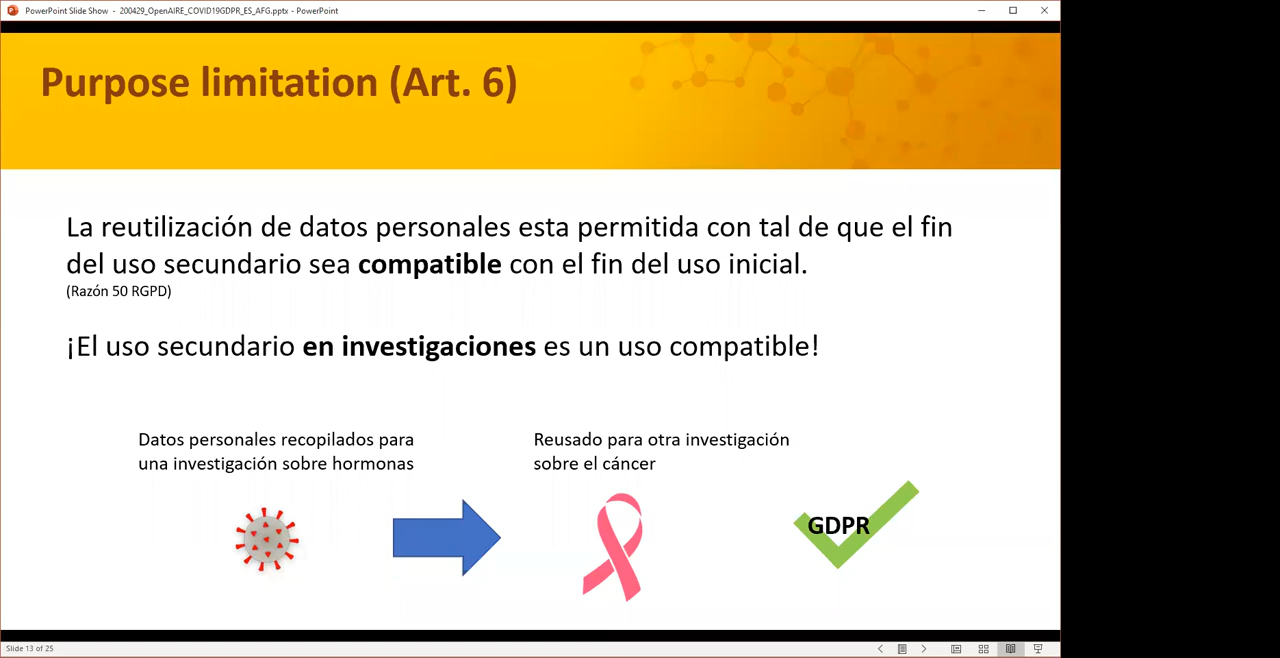 PowerPoint Slide Show - 200429_OpenAIRE_COVID19GDPR_ES_AFG.pptx - PowerPoint
Purpose limitation (Art. 6)
La reutilización de datos personales esta permitida con tal de que el fin
del uso secundario sea compatible con el fin del uso inicial.
(Razón 50 RGPD)
¡El uso secundario en investigaciones es un uso compatible!
Datos personales recopilados para
una investigación sobre hormonas
Reusado para otra investigación
sobre el cáncer
GDPR
Slide 13 of 25